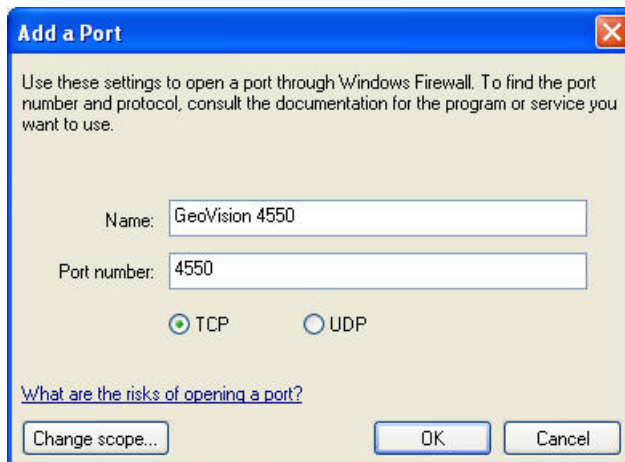 Add a Port
Use these settings to open a port through Windows Firewall. To find the port
number and protocol, consult the documentation for the program or service you
want to use.
Name: GeoVision 4550
Port number: 4550
TCP UDP
What are the risks of opening a port?
Change scope... OK Cancel